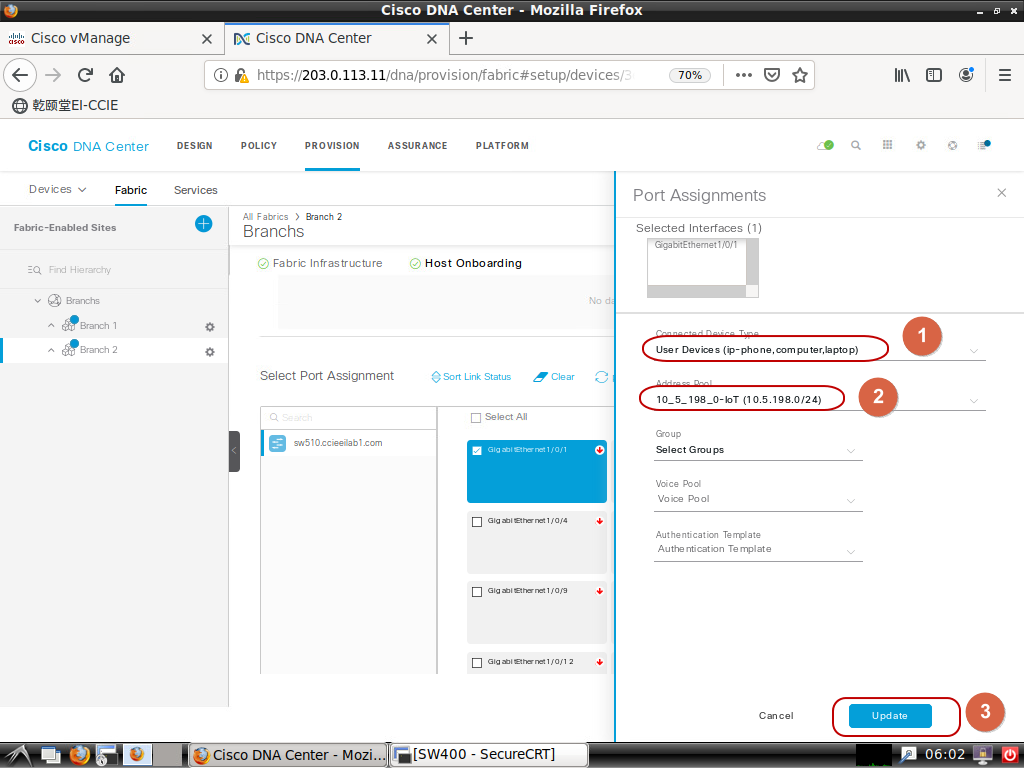 Cisco DNA Center - Mozilla Firefox
Cisco vManage
Cisco DNA Center
https://203.0.113.11/dna/provision/fabric#setup/devices/3
70%
乾颐堂EI-CCIE
Cisco DNA Center
DESIGN
POLICY
PROVISION
ASSURANCE
PLATFORM
Devices
Fabric
Services
Fabric-Enabled Sites
Find Hierarchy
Branchs
Branch 1
Branch 2
All Fabrics > Branch 2
Branchs
Fabric Infrastructure
Host Onboarding
No da
Select Port Assignment
Sort Link Status
Clear
Search
sw510.ccieeilab1.com
Select All
GigabitEthernet1/0/1
GigabitEthernet1/0/4
GigabitEthernet1/0/9
GigabitEthernet1/0/12
Port Assignments
Selected Interfaces (1)
GigabitEthernet1/0/1
Connected Device Type
User Devices (ip-phone,computer,laptop)
1
Address Pool
10_5_198_0-IoT (10.5.198.0/24)
2
Group
Select Groups
Voice Pool
Voice Pool
Authentication Template
Authentication Template
Cancel
Update
3
Cisco DNA Center - Mozi...
[SW400 - SecureCRT]
06:02